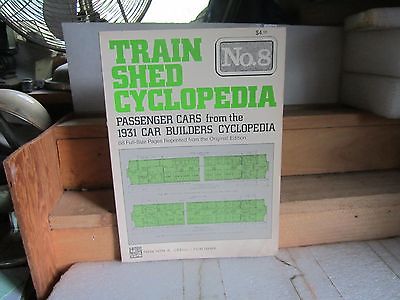 $4.50
TRAIN
SHED
No.8
CYCLOPEDIA
PASSENGER CARS from the
1931 CAR BUILDERS CYCLOPEDIA
68 Full-Size Pages Reprinted from the Original Edition